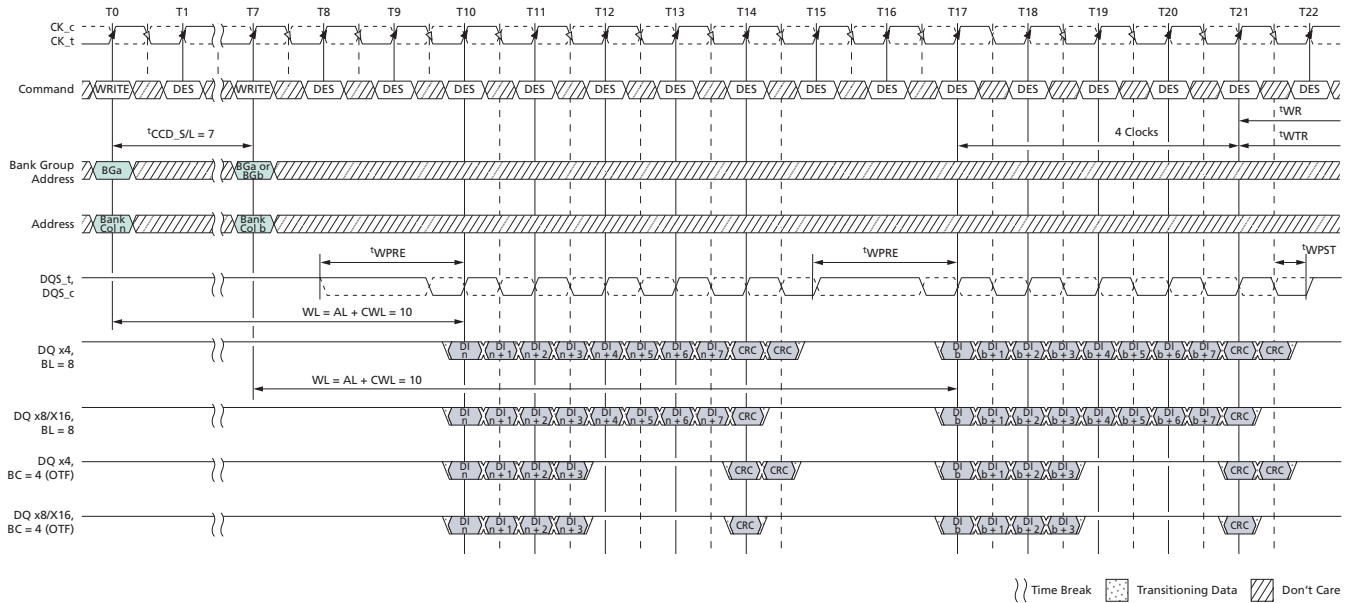 T0 T1 T7 T8 T9 T10 T11 T12 T13 T14 T15 T16 T17 T18 T19 T20 T21 T22
CK_c
CK_t
Command WRITE DES WRITE DES DES DES DES DES DES DES DES DES DES DES DES DES DES DES
tWR
tCCD_S/L = 7
4 Clocks
tWTR
Bank Group
Address
BGa
BGa or
BGb
Address
Bank
Col n
Bank
Col b
tWPRE
tWPRE
tWPST
DQS_t,
DQS_c
WL = AL + CWL = 10
DQ x4,
BL = 8
DI n DI n + 1 DI n + 2 DI n + 3 DI n + 4 DI n + 5 DI n + 6 DI n + 7 CRC CRC DI b DI b + 1 DI b + 2 DI b + 3 DI b + 4 DI b + 5 DI b + 6 DI b + 7 CRC CRC
WL = AL + CWL = 10
DQ x8/X16,
BL = 8
DI n DI n + 1 DI n + 2 DI n + 3 DI n + 4 DI n + 5 DI n + 6 DI n + 7 CRC DI b DI b + 1 DI b + 2 DI b + 3 DI b + 4 DI b + 5 DI b + 6 DI b + 7 CRC
DQ x4,
BC = 4 (OTF)
DI n DI n + 1 DI n + 2 DI n + 3 CRC CRC DI b DI b + 1 DI b + 2 DI b + 3 CRC CRC
DQ x8/X16,
BC = 4 (OTF)
DI n DI n + 1 DI n + 2 DI n + 3 CRC DI b DI b + 1 DI b + 2 DI b + 3 CRC
Time Break Transitioning Data Don't Care